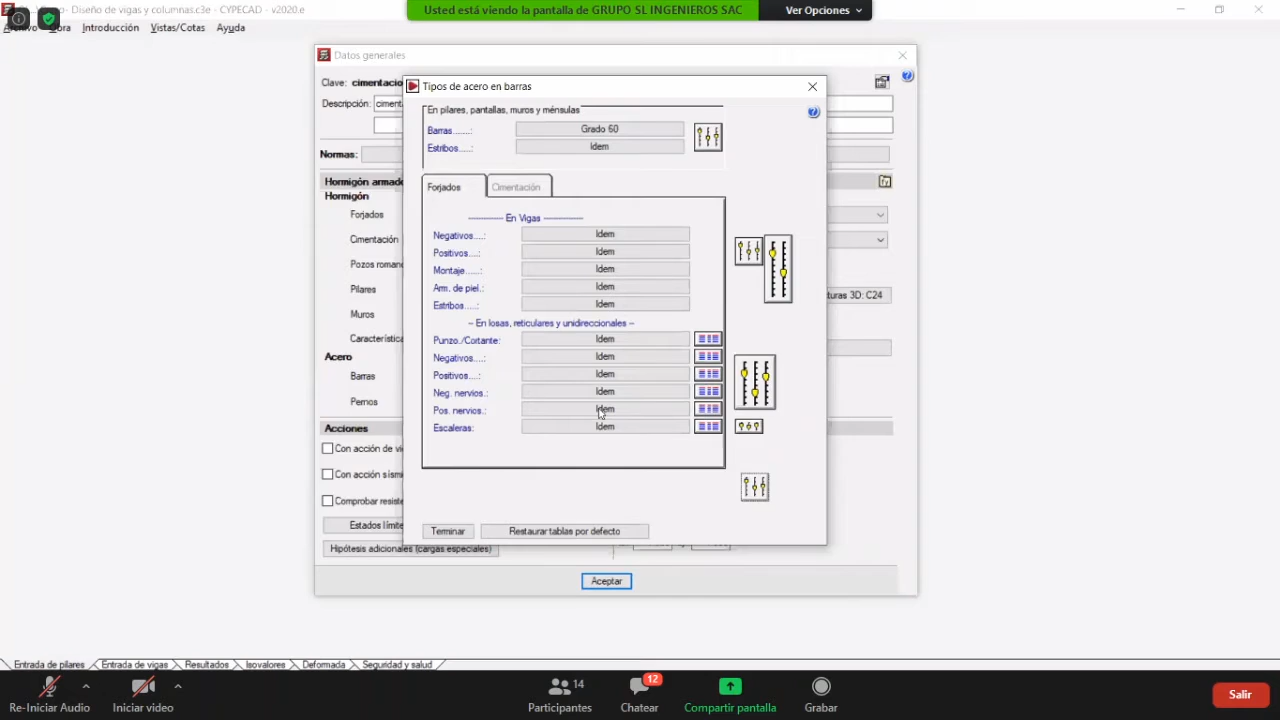 Diseño de vigas y columnas.c3e - CYPECAD - v2020.e
Usted está viendo la pantalla de GRUPO SL INGENIEROS SAC
Ver Opciones
Introducción
Vistas/Cotas
Ayuda
Datos generales
Clave: cimentacio
Descripción: ciment
Normas:
Hormigón armado
Hormigón
Forjados
Cimentación
Pozos romano
Pilares
Muros
Característica
Acero
Barras
Pernos
Acciones
Con acción de vi
Con acción sísmi
Comprobar resiste
Estados límite
Hipótesis adicionales (cargas especiales)
turas 3D: C24
Aceptar
Tipos de acero en barras
En pilares, pantallas, muros y ménsulas
Barras.......: Grado 60
Estribos.....: Idem
Forjados Cimentación
------------ En Vigas -------------
Negativos....: Idem
Positivos....: Idem
Montaje......: Idem
Arm. de piel.: Idem
Estribos.....: Idem
-- En losas, reticulares y unidireccionales --
Punzo./Cortante: Idem
Negativos....: Idem
Positivos....: Idem
Neg. nervios.: Idem
Pos. nervios.: Idem
Escaleras: Idem
Terminar Restaurar tablas por defecto
Entrada de pilares Entrada de vigas Resultados Isovalores Deformada Seguridad y salud
14
12
Re-Iniciar Audio Iniciar video Participantes Chatear Compartir pantalla Grabar Salir